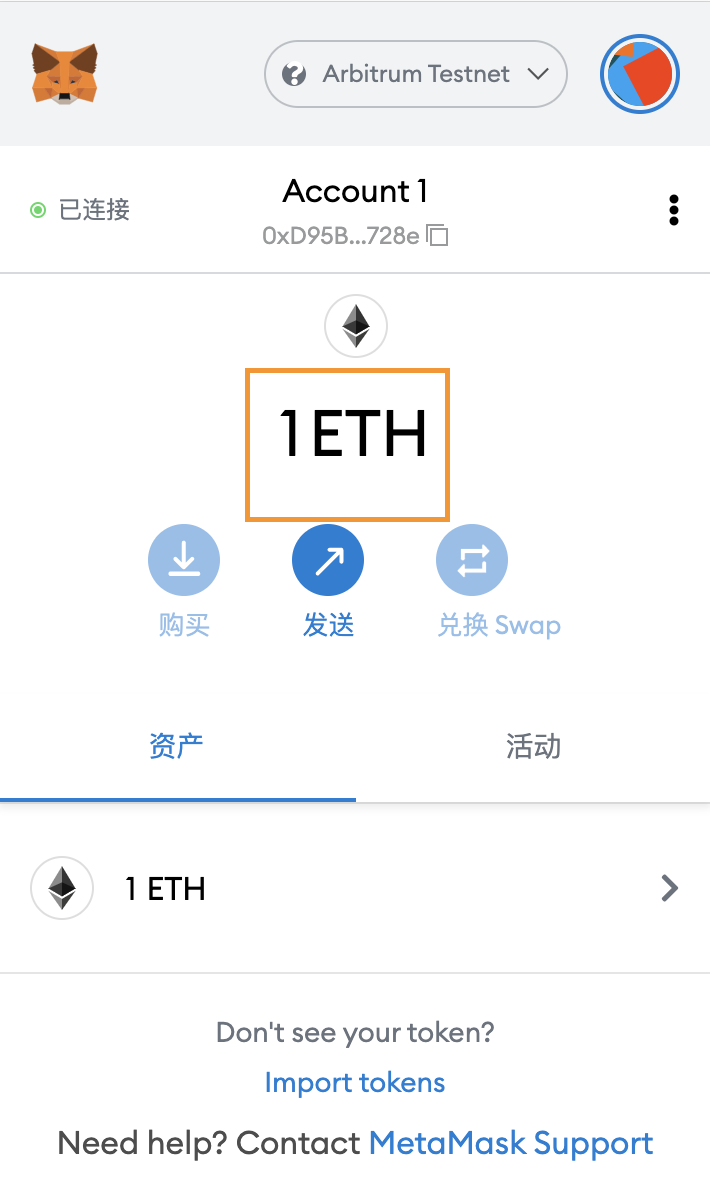 Arbitrum Testnet
已连接
Account 1
0xD95B...728e
1 ETH
购买
发送
兑换 Swap
资产
活动
1 ETH
Don't see your token?
Import tokens
Need help? Contact MetaMask Support